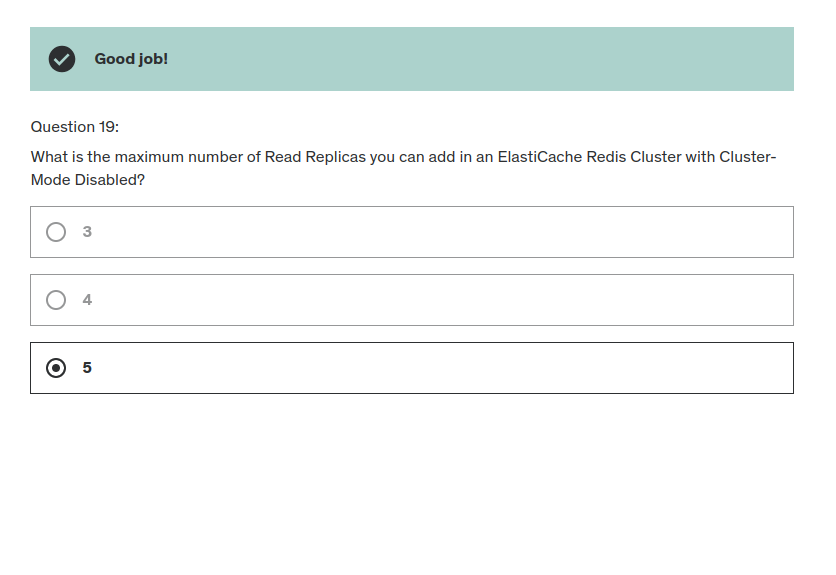 Good job!
Question 19:
What is the maximum number of Read Replicas you can add in an ElastiCache Redis Cluster with Cluster-
Mode Disabled?
3
4
5